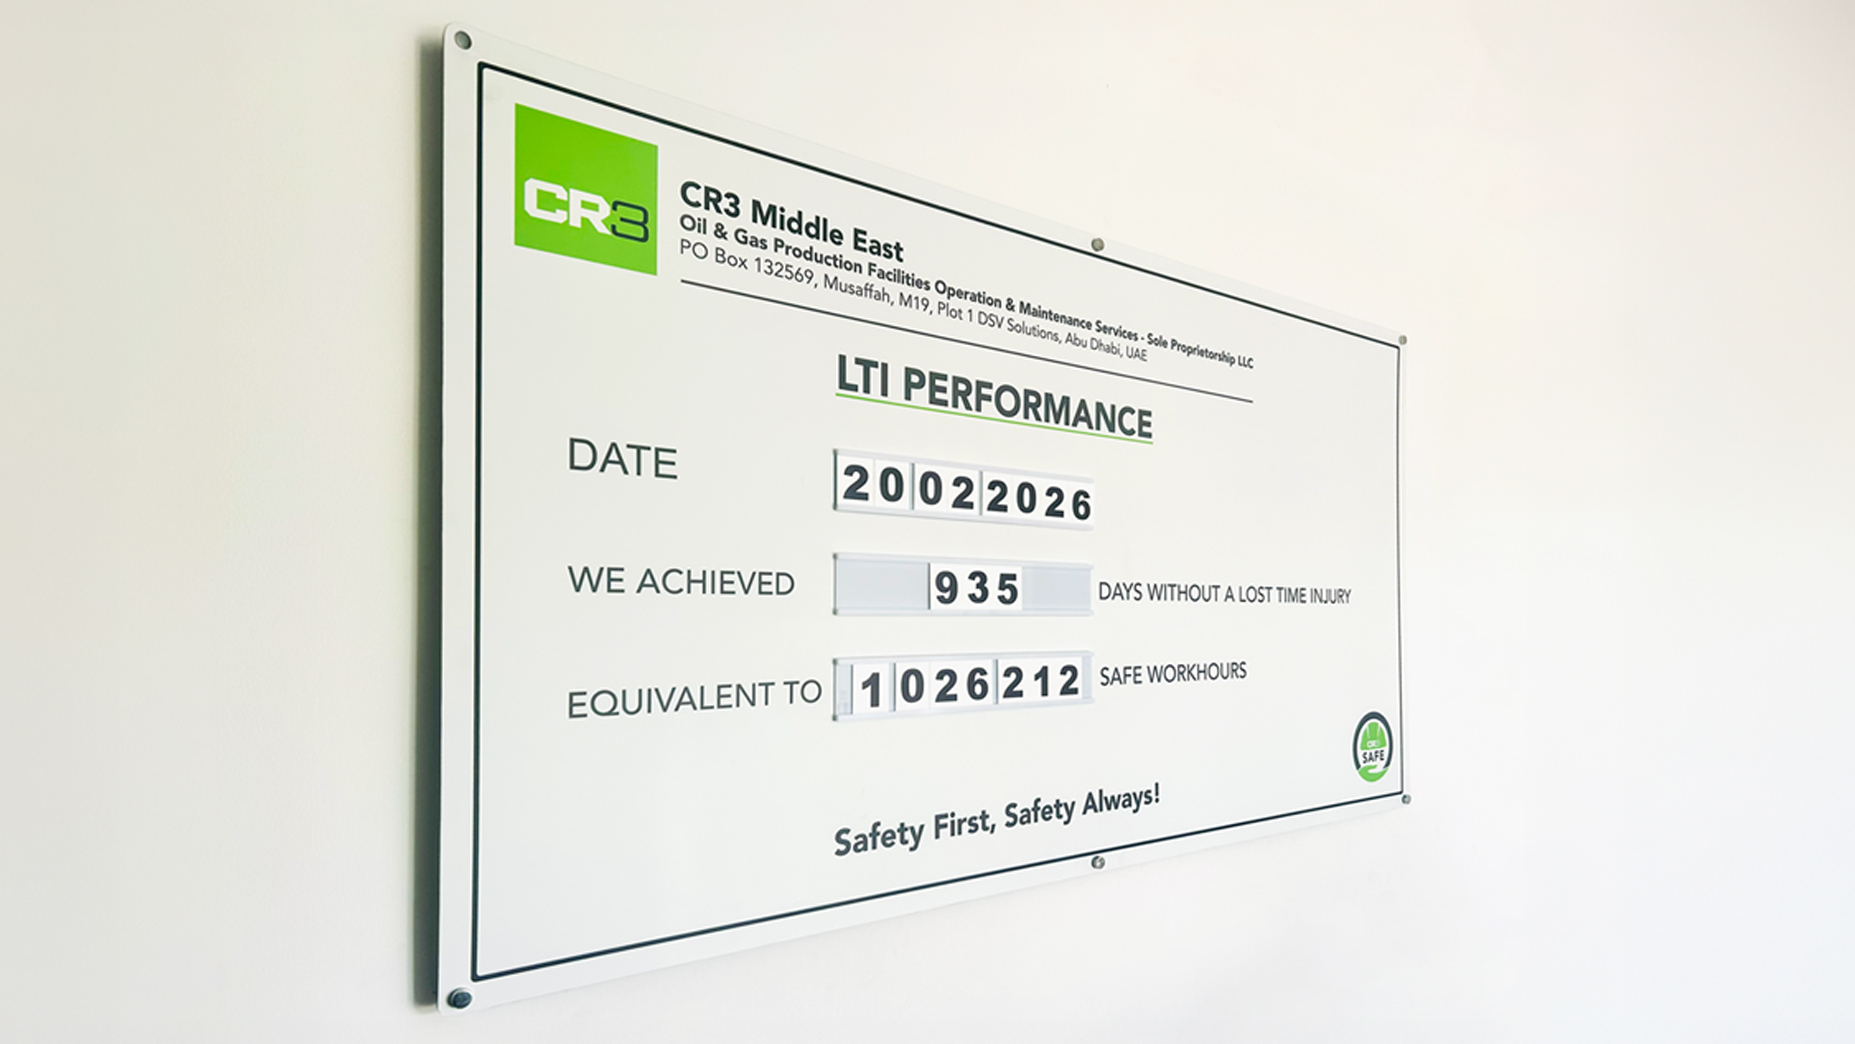 CR3
CR3 Middle East
Oil & Gas Production Facilities Operation & Maintenance Services - Sole Proprietorship LLC
PO Box 132569, Musaffah, M19, Plot 1 DSV Solutions, Abu Dhabi, UAE
LTI PERFORMANCE
DATE 20022026
WE ACHIEVED 935 DAYS WITHOUT A LOST TIME INJURY
EQUIVALENT TO 1026212 SAFE WORKHOURS
CR3
SAFE
Safety First, Safety Always!